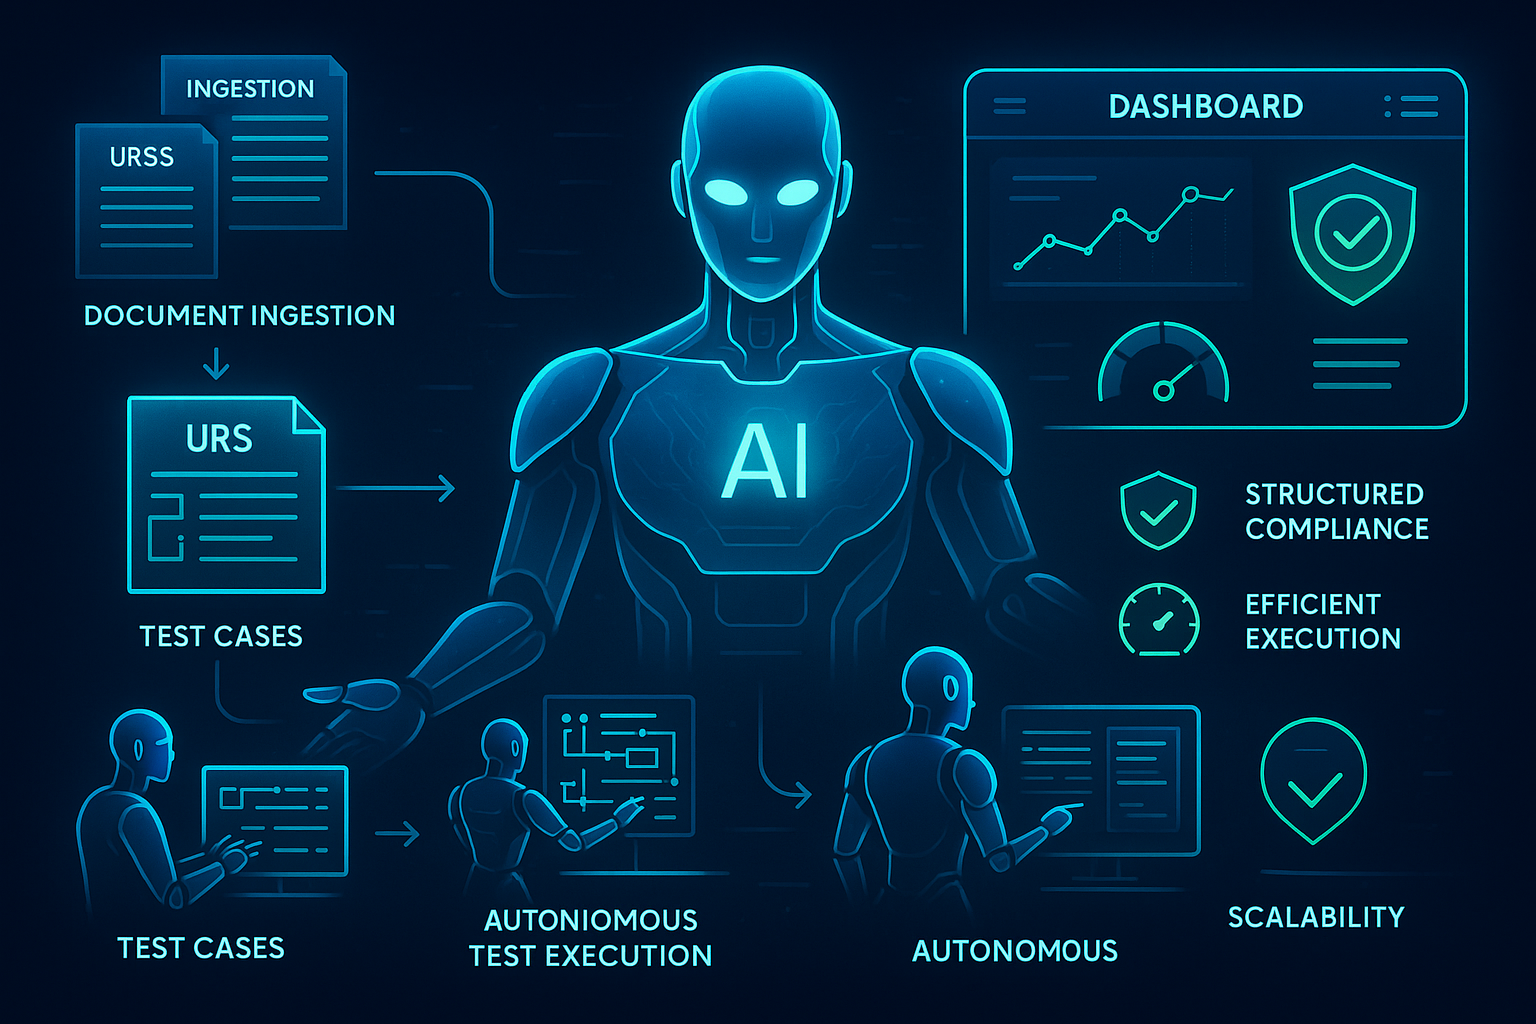 INGESTION
URSS
DOCUMENT INGESTION
URS
TEST CASES
AI
DASHBOARD
STRUCTURED
COMPLIANCE
EFFICIENT
EXECUTION
TEST CASES
AUTONIOMOUS
TEST EXECUTION
AUTONOMOUS
SCALABILITY